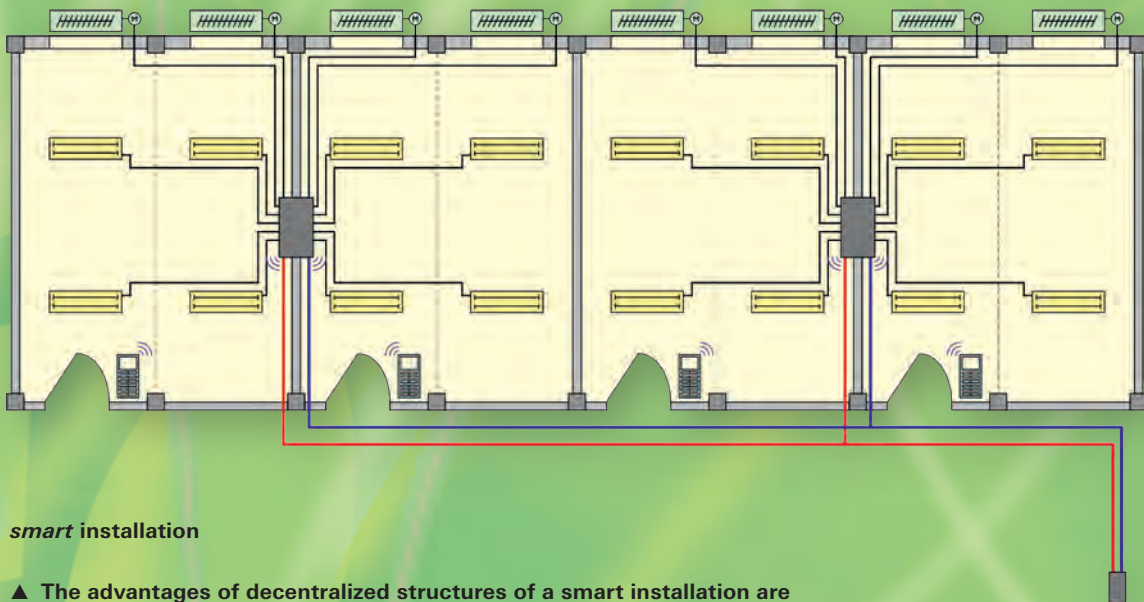 M M M M M M M M
smart installation
▲ The advantages of decentralized structures of a smart installation are